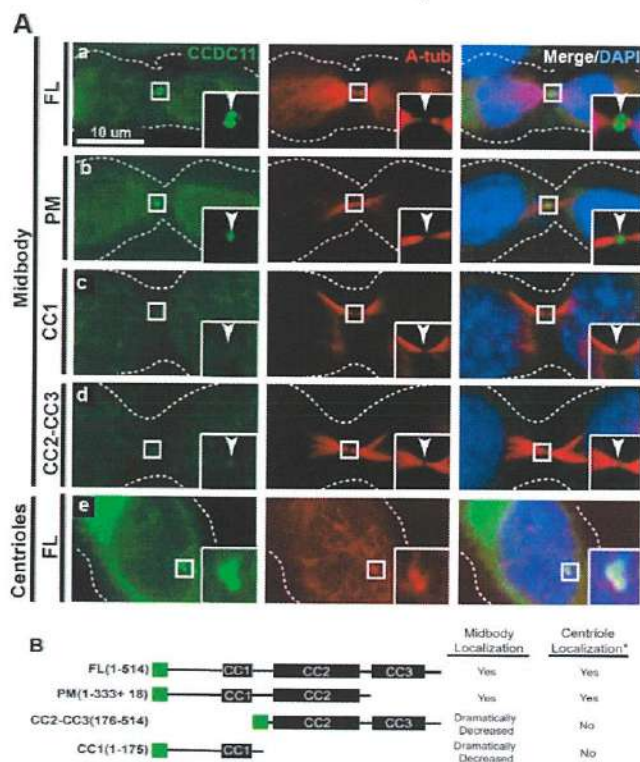 A
a
CCDC11
A-tub
Merge/DAPI
FL
10 um
b
PM
Midbody
c
CC1
d
CC2-CC3
e
Centrioles
FL
B
Midbody Localization
Centriole Localization*
FL(1-514) CC1 CC2 CC3 Yes Yes
PM(1-333+ 18) CC1 CC2 Yes Yes
CC2-CC3(176-514) CC2 CC3 Dramatically Decreased No
CC1(1-175) CC1 Dramatically Decreased No